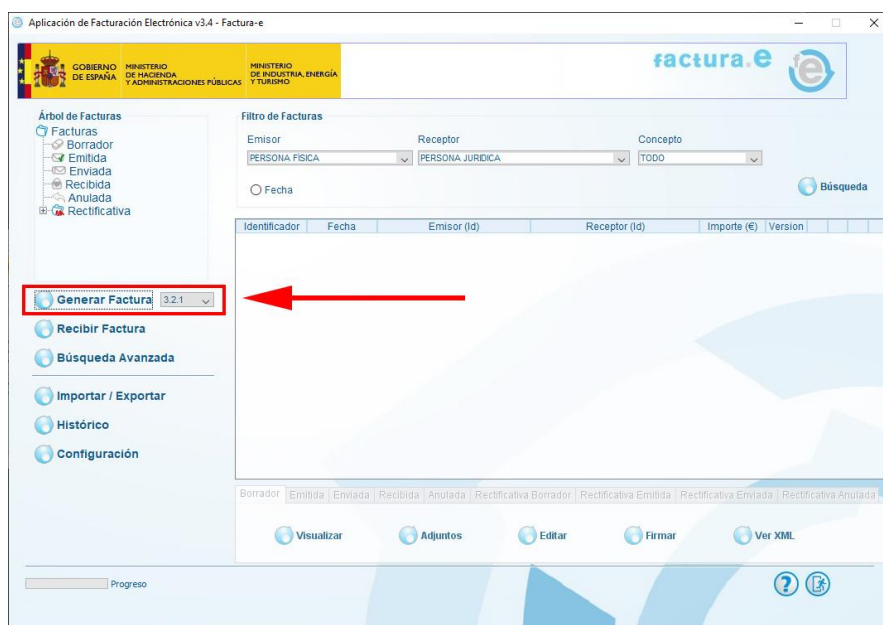 Aplicación de Facturación Electrónica v3.4 - Factura-e
GOBIERNO DE ESPAÑA
MINISTERIO DE HACIENDA Y ADMINISTRACIONES PÚBLICAS
MINISTERIO DE INDUSTRIA, ENERGÍA Y TURISMO
factura.e
Árbol de Facturas
Facturas
Borrador
Emitida
Enviada
Recibida
Anulada
Rectificativa
Filtro de Facturas
Emisor Receptor Concepto
PERSONA FÍSICA PERSONA JURIDICA TODO
Fecha
Búsqueda
Identificador Fecha Emisor (Id) Receptor (Id) Importe (€) Version
Generar Factura 3.2.1
Recibir Factura
Búsqueda Avanzada
Importar / Exportar
Histórico
Configuración
Borrador Emitida Enviada Recibida Anulada Rectificativa Borrador Rectificativa Emitida Rectificativa Enviada Rectificativa Anulada
Visualizar Adjuntos Editar Firmar Ver XML
Progreso
?